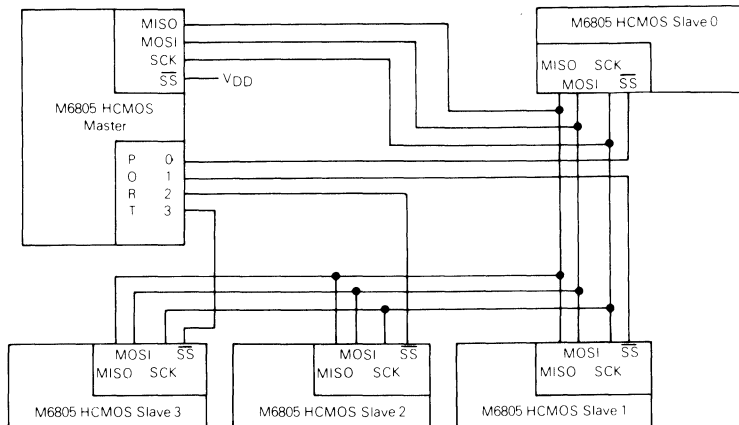 MISO
MOSI
SCK
SS
VDD
M6805 HCMOS
Master
P 0
O 1
R 2
T 3
M6805 HCMOS Slave 0
MISO SCK
MOSI SS
MOSI SS
MISO SCK
M6805 HCMOS Slave 3
MOSI SS
MISO SCK
M6805 HCMOS Slave 2
MOSI SS
MISO SCK
M6805 HCMOS Slave 1